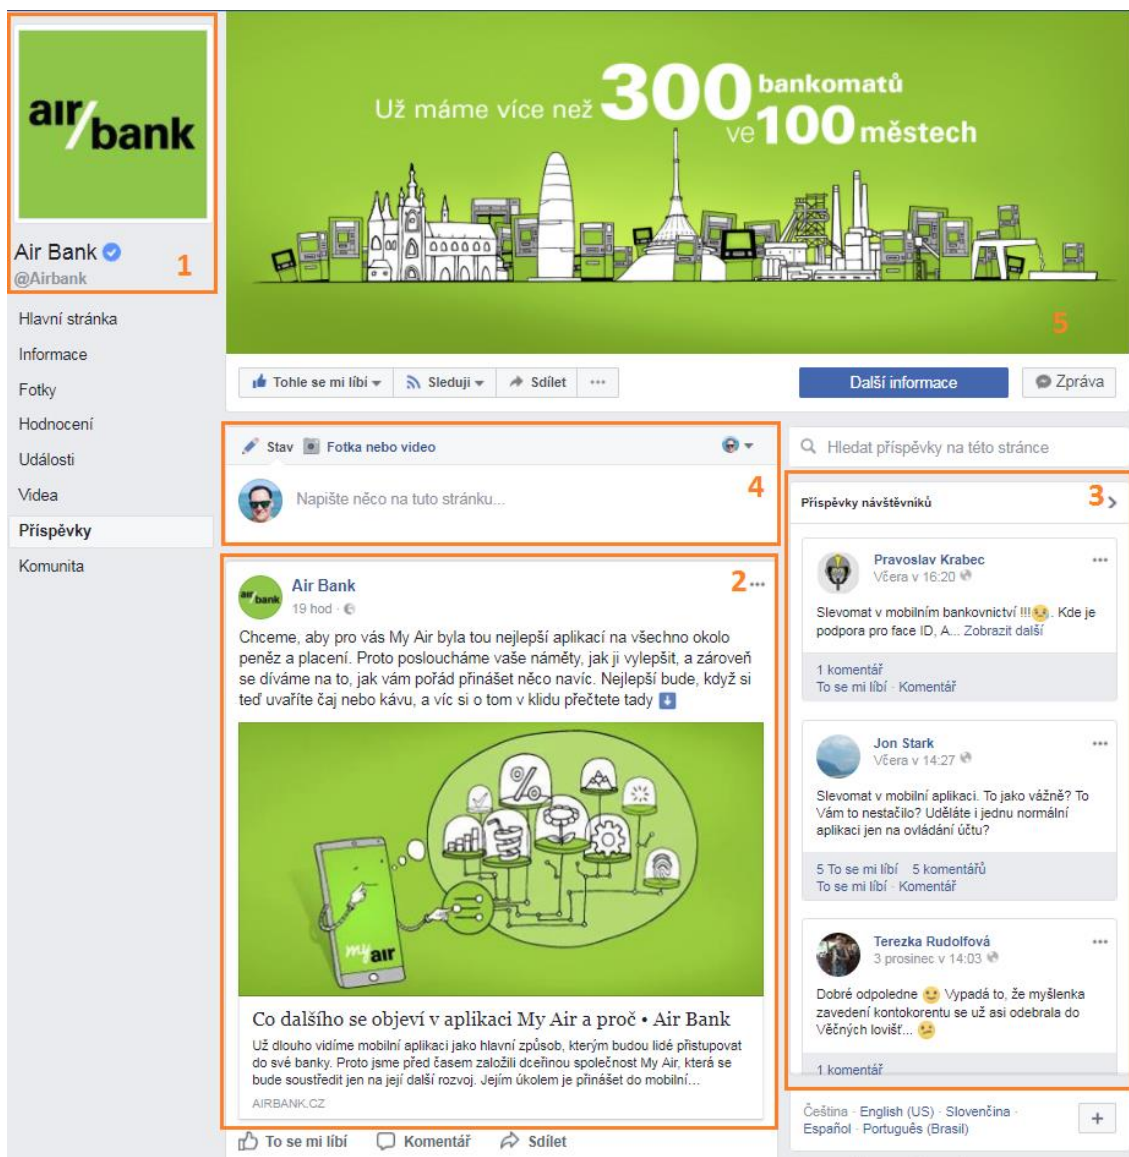 air/bank
Air Bank
@Airbank
1
Hlavní stránka
Informace
Fotky
Hodnocení
Události
Videa
Příspěvky
Komunita
Už máme více než 300 bankomatů
ve 100 městech
5
Tohle se mi líbí
Sleduji
Sdílet
Další informace
Zpráva
Stav
Fotka nebo video
Napište něco na tuto stránku...
4
Air Bank
2
19 hod ·
Chceme, aby pro vás My Air byla tou nejlepší aplikací na všechno okolo
peněz a placení. Proto posloucháme vaše náměty, jak ji vylepšit, a zároveň
se díváme na to, jak vám pořád přinášet něco navíc. Nejlepší bude, když si
teď uvaříte čaj nebo kávu, a víc si o tom v klidu přečtete tady ⬇
%
my air
Co dalšího se objeví v aplikaci My Air a proč • Air Bank
Už dlouho vidíme mobilní aplikaci jako hlavní způsob, kterým budou lidé přistupovat
do své banky. Proto jsme před časem založili dceřinou společnost My Air, která se
bude soustředit jen na její další rozvoj. Jejím úkolem je přinášet do mobilní...
AIRBANK.CZ
To se mi líbí
Komentář
Sdílet
Hledat příspěvky na této stránce
Příspěvky návštěvníků
3
Pravoslav Krabec
Včera v 16:20
Slevomat v mobilním bankovnictví !!!😢. Kde je
podpora pro face ID, A... Zobrazit další
1 komentář
To se mi líbí · Komentář
Jon Stark
Včera v 14:27
Slevomat v mobilní aplikaci. To jako vážně? To
Vám to nestačilo? Uděláte i jednu normální
aplikaci jen na ovládání účtu?
5 To se mi líbí 5 komentářů
To se mi líbí · Komentář
Terezka Rudolfová
3 prosinec v 14:03
Dobré odpoledne 🙂 Vypadá to, že myšlenka
zavedení kontokorentu se už asi odebrala do
Věčných lovišť... 😕
1 komentář
Čeština · English (US) · Slovenčina ·
Español · Português (Brasil)
+